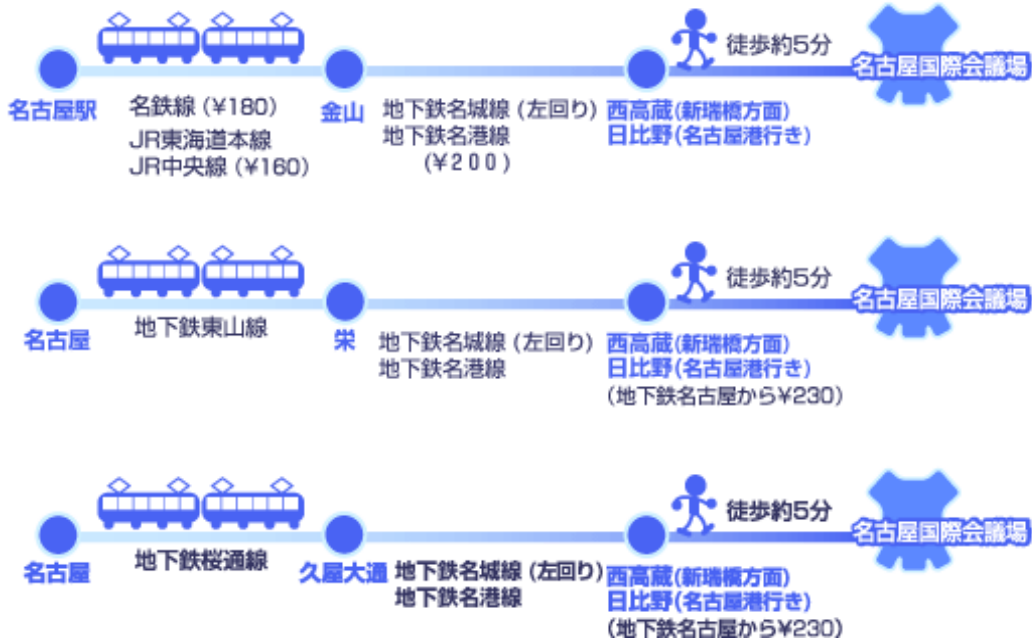 徒歩約5分
名古屋国際会議場
名古屋駅
名鉄線 (¥180)
JR東海道本線
JR中央線 (¥160)
金山
地下鉄名城線 (左回り)
地下鉄名港線
(¥200)
西高蔵(新瑞橋方面)
日比野(名古屋港行き)
徒歩約5分
名古屋国際会議場
名古屋
地下鉄東山線
栄
地下鉄名城線 (左回り)
地下鉄名港線
西高蔵(新瑞橋方面)
日比野(名古屋港行き)
(地下鉄名古屋から¥230)
徒歩約5分
名古屋国際会議場
名古屋
地下鉄桜通線
久屋大通
地下鉄名城線 (左回り)
地下鉄名港線
西高蔵(新瑞橋方面)
日比野(名古屋港行き)
(地下鉄名古屋から¥230)